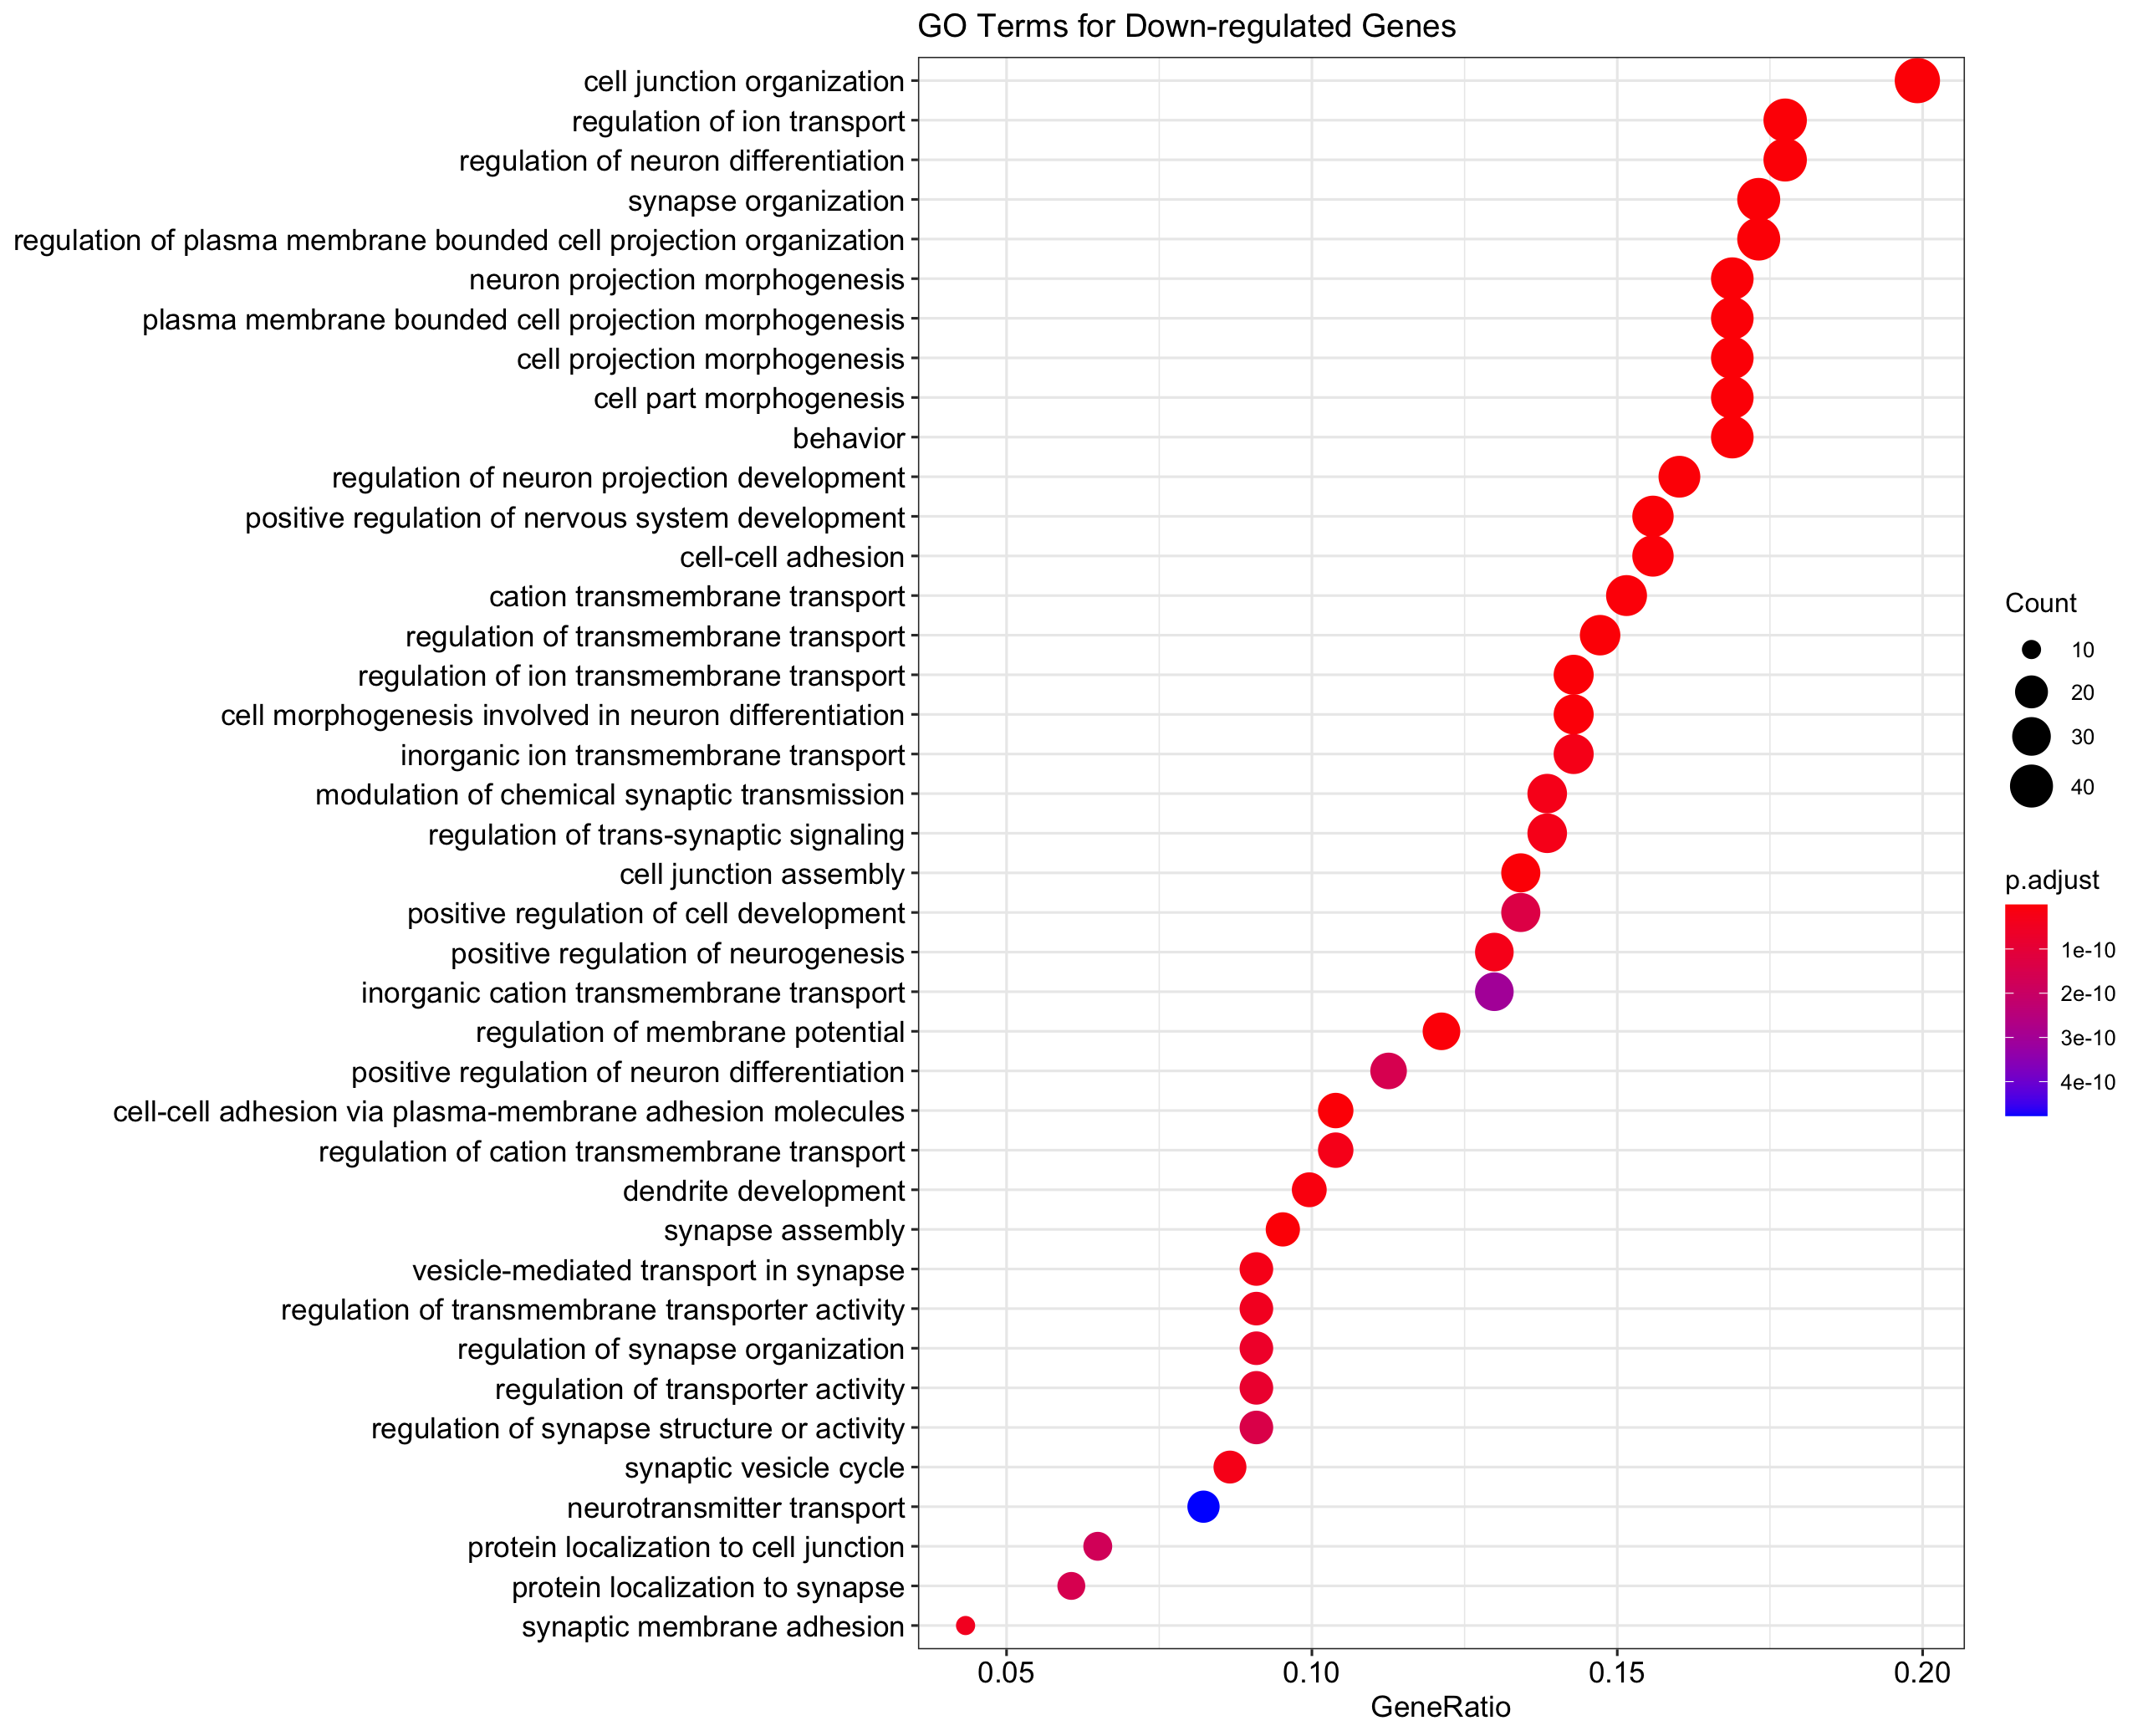 GO Terms for Down-regulated Genes
cell junction organization
regulation of ion transport
regulation of neuron differentiation
synapse organization
regulation of plasma membrane bounded cell projection organization
neuron projection morphogenesis
plasma membrane bounded cell projection morphogenesis
cell projection morphogenesis
cell part morphogenesis
behavior
regulation of neuron projection development
positive regulation of nervous system development
cell-cell adhesion
cation transmembrane transport
regulation of transmembrane transport
regulation of ion transmembrane transport
cell morphogenesis involved in neuron differentiation
inorganic ion transmembrane transport
modulation of chemical synaptic transmission
regulation of trans-synaptic signaling
cell junction assembly
positive regulation of cell development
positive regulation of neurogenesis
inorganic cation transmembrane transport
regulation of membrane potential
positive regulation of neuron differentiation
cell-cell adhesion via plasma-membrane adhesion molecules
regulation of cation transmembrane transport
dendrite development
synapse assembly
vesicle-mediated transport in synapse
regulation of transmembrane transporter activity
regulation of synapse organization
regulation of transporter activity
regulation of synapse structure or activity
synaptic vesicle cycle
neurotransmitter transport
protein localization to cell junction
protein localization to synapse
synaptic membrane adhesion
0.05 0.10 0.15 0.20
GeneRatio
Count
10
20
30
40
p.adjust
1e-10
2e-10
3e-10
4e-10